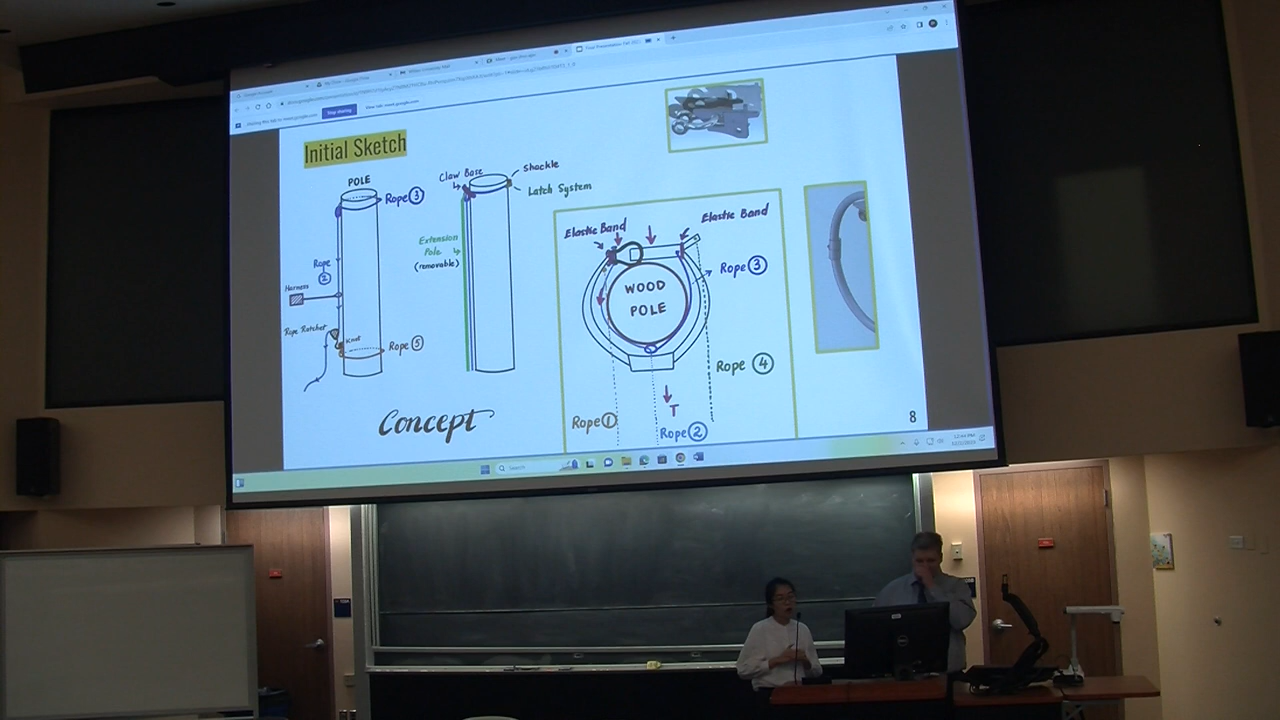 Stop sharing
Initial Sketch
POLE
Rope ③
Rope
②
Harness
Rope Ratchet
Knot
Rope ⑤
Claw Base
Shackle
Latch System
Extension
Pole
(removable)
Concept
Elastic Band
Elastic Band
WOOD
POLE
Rope ③
Rope ④
T
Rope ①
Rope ②
8
Search